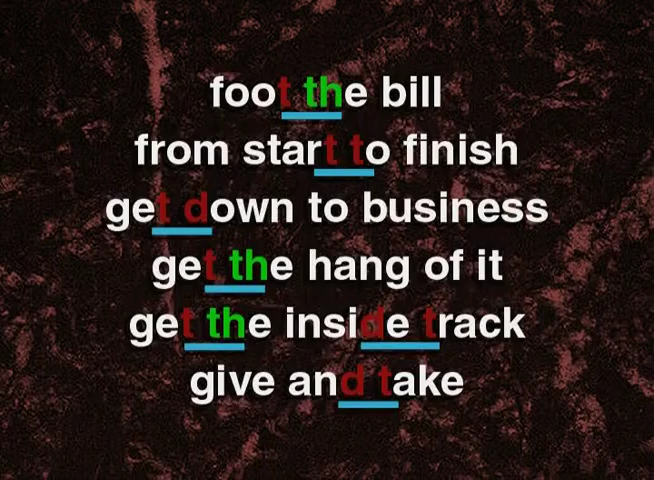 foot the bill
from start to finish
get down to business
get the hang of it
get the inside track
give and take